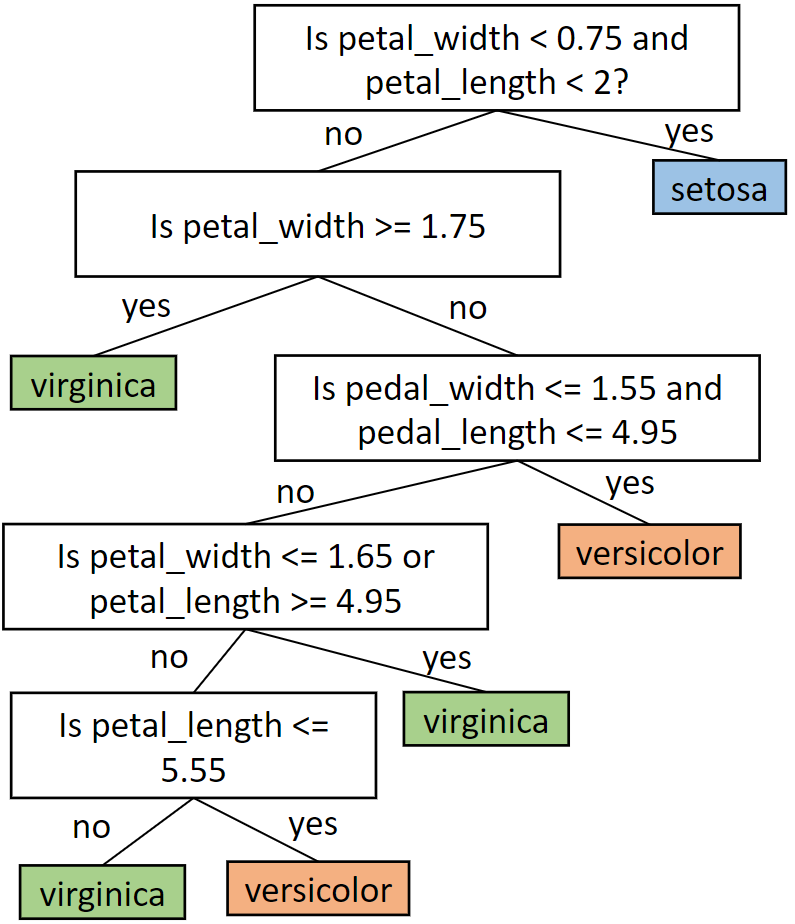 Is petal_width < 0.75 and
petal_length < 2?
no
yes
setosa
Is petal_width >= 1.75
yes
no
virginica
Is pedal_width <= 1.55 and
pedal_length <= 4.95
no
yes
versicolor
Is petal_width <= 1.65 or
petal_length >= 4.95
no
yes
virginica
Is petal_length <=
5.55
no
yes
virginica
versicolor